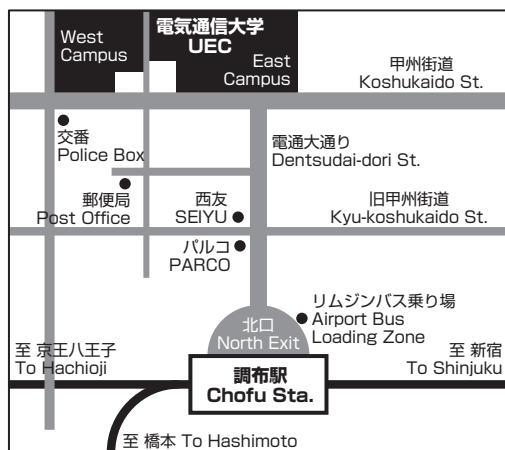 West
Campus
電気通信大学
UEC
East
Campus
甲州街道
Koshukaido St.
交番
Police Box
電通大通り
Dentsudai-dori St.
郵便局
Post Office
西友
SEIYU
旧甲州街道
Kyu-koshukaido St.
パルコ
PARCO
北口
North Exit
リムジンバス乗り場
Airport Bus
Loading Zone
至 京王八王子
To Hachioji
調布駅
Chofu Sta.
至 新宿
To Shinjuku
至 橋本 To Hashimoto